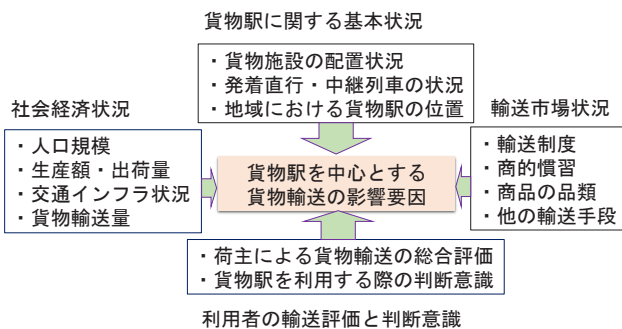 貨物駅に関する基本状況
・貨物施設の配置状況
・発着直行・中継列車の状況
・地域における貨物駅の位置
社会経済状況
・人口規模
・生産額・出荷量
・交通インフラ状況
・貨物輸送量
貨物駅を中心とする
貨物輸送の影響要因
輸送市場状況
・輸送制度
・商的慣習
・商品の品類
・他の輸送手段
・荷主による貨物輸送の総合評価
・貨物駅を利用する際の判断意識
利用者の輸送評価と判断意識